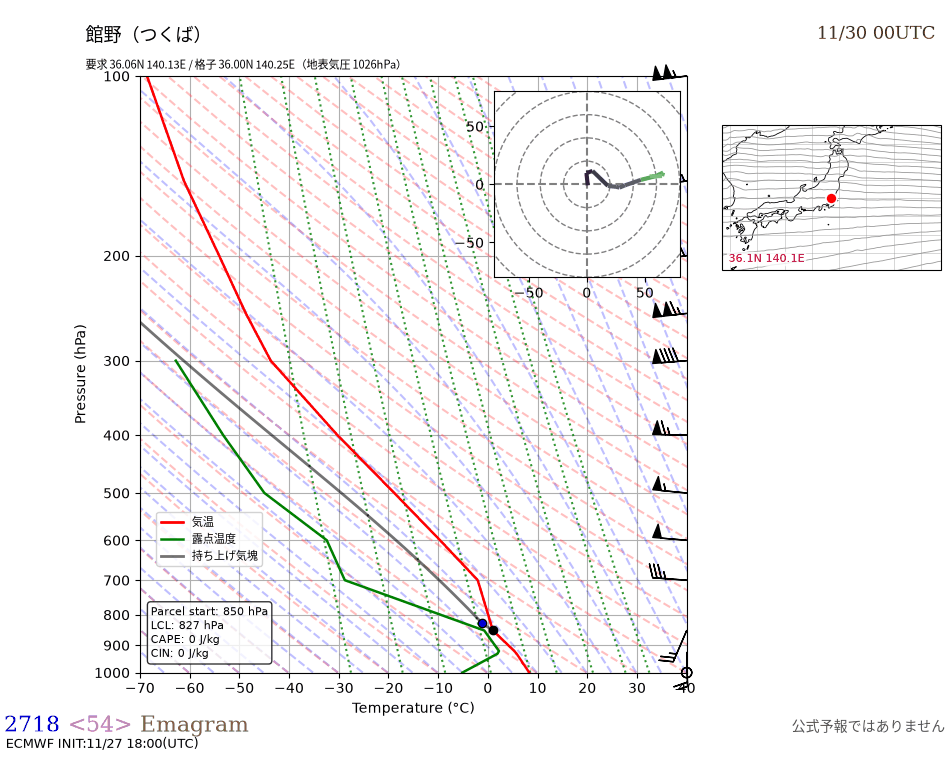 館野（つくば）
11/30 00UTC
要求 36.06N 140.13E / 格子 36.00N 140.25E（地表気圧 1026hPa）
100
200
300
400
500
600
700
800
900
1000
Pressure (hPa)
−70 −60 −50 −40 −30 −20 −10 0 10 20 30 40
Temperature (°C)
50
0
−50
−50 0 50
36.1N 140.1E
気温
露点温度
持ち上げ気塊
Parcel start: 850 hPa
LCL: 827 hPa
CAPE: 0 J/kg
CIN: 0 J/kg
2718 <54> Emagram
公式予報ではありません
ECMWF INIT:11/27 18:00(UTC)